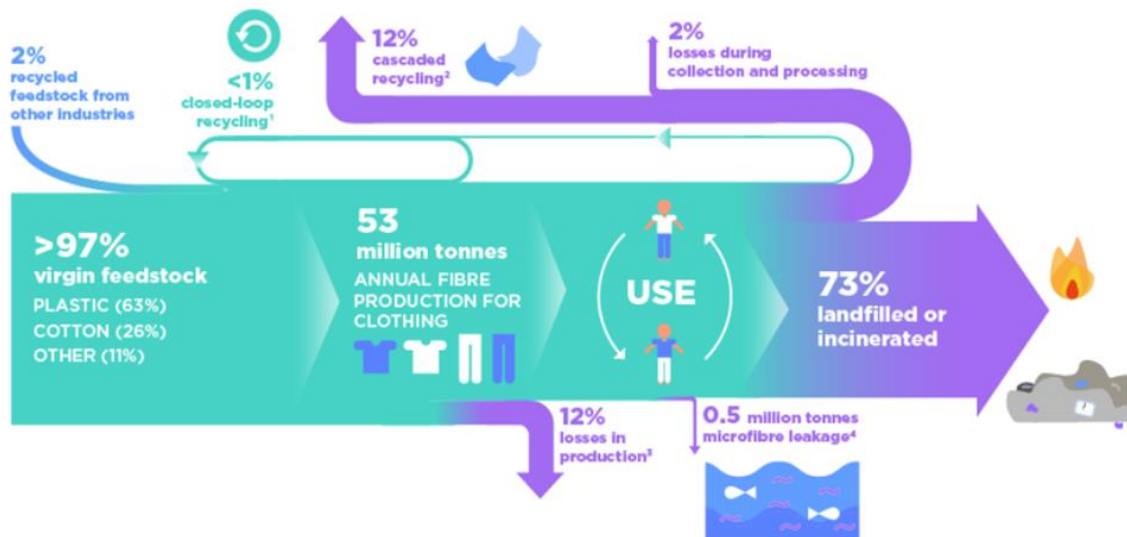 2%
recycled
feedstock from
other industries
<1%
closed-loop
recycling¹
12%
cascaded
recycling²
2%
losses during
collection and processing
>97%
virgin feedstock
PLASTIC (63%)
COTTON (26%)
OTHER (11%)
53
million tonnes
ANNUAL FIBRE
PRODUCTION FOR
CLOTHING
USE
73%
landfilled or
incinerated
12%
losses in
production³
0.5 million tonnes
microfibre leakage⁴